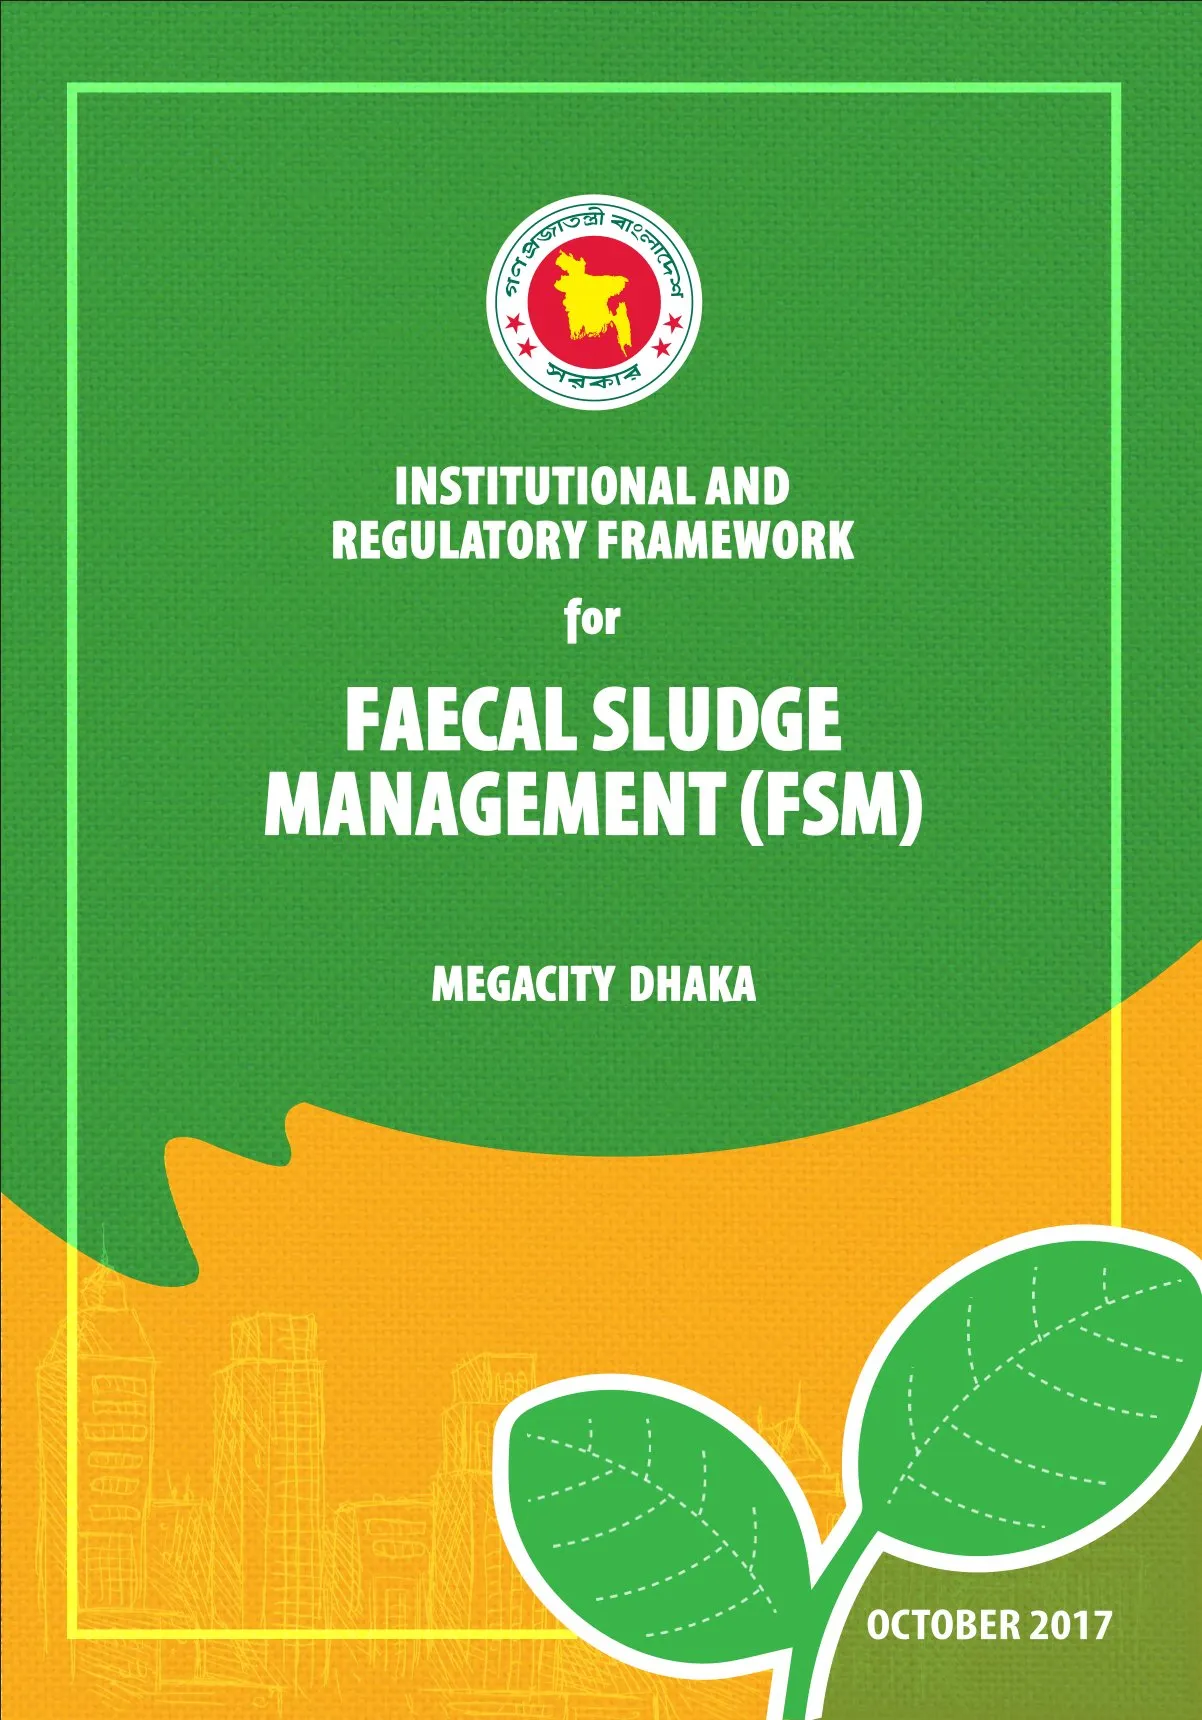 গণপ্রজাতন্ত্রী বাংলাদেশ
সরকার
INSTITUTIONAL AND
REGULATORY FRAMEWORK
for
FAECAL SLUDGE
MANAGEMENT (FSM)
MEGACITY DHAKA
OCTOBER 2017